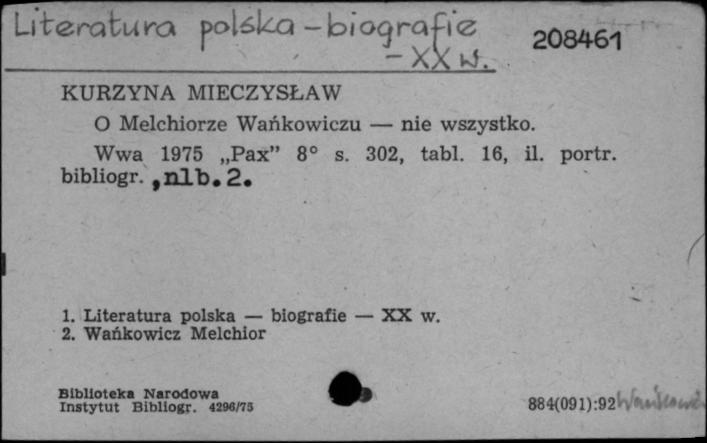 Literatura polska – biografie
– XX w.
208461
KURZYNA MIECZYSŁAW
O Melchiorze Wańkowiczu — nie wszystko.
Wwa 1975 „Pax” 8° s. 302, tabl. 16, il. portr.
bibliogr. , nlb. 2.
1. Literatura polska — biografie — XX w.
2. Wańkowicz Melchior
Biblioteka Narodowa
Instytut Bibliogr. 4296/75
884(091):92